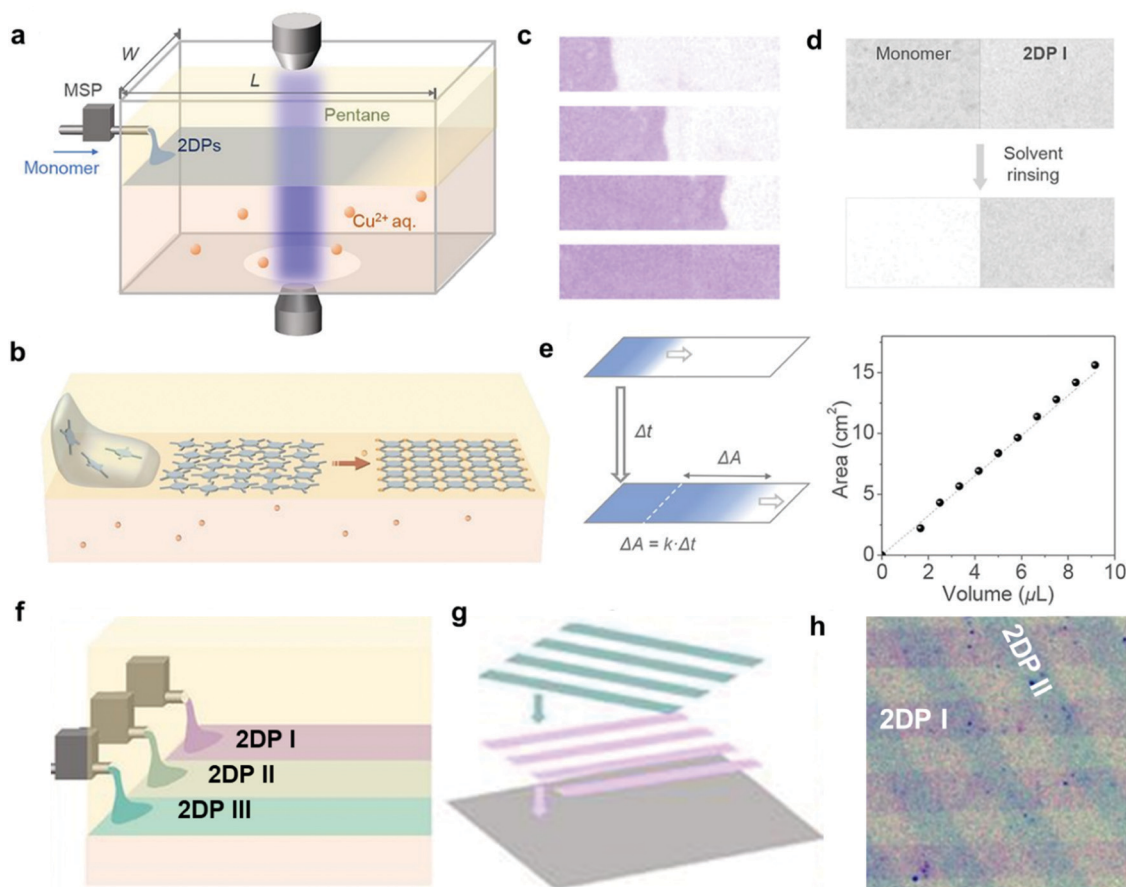 a
W
L
MSP
Pentane
2DPs
Monomer
Cu²⁺ aq.
b
c
d
Monomer
2DP I
Solvent
rinsing
e
Δt
ΔA
ΔA = k·Δt
Area (cm²)
15
10
5
0
0
2
4
6
8
10
Volume (μL)
f
2DP I
2DP II
2DP III
g
h
2DP II
2DP I